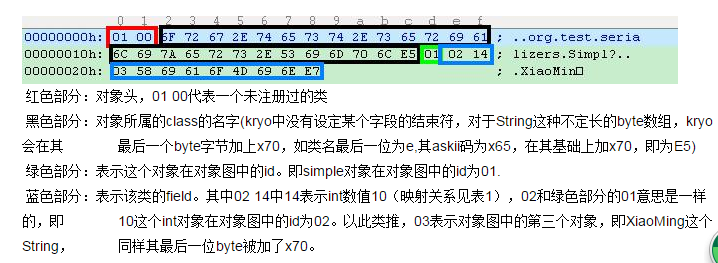 0 1 2 3 4 5 6 7 8 9 a b c d e f
00000000h: 01 00 6F 72 67 2E 74 65 73 74 2E 73 65 72 69 61 ; ..org.test.seria
00000010h: 6C 69 7A 65 72 73 2E 53 69 6D 70 6C E5 01 02 14 ; lizers.Simpl?..
00000020h: 03 58 69 61 6F 4D 69 6E E7 ; .XiaoMin□
红色部分：对象头，01 00代表一个未注册过的类
黑色部分：对象所属的class的名字(kryo中没有设定某个字段的结束符，对于String这种不定长的byte数组，kryo
会在其 最后一个byte字节加上x70，如类名最后一位为e,其askii码为x65，在其基础上加x70，即为E5)
绿色部分：表示这个对象在对象图中的id。即simple对象在对象图中的id为01.
蓝色部分：表示该类的field。其中02 14中14表示int数值10（映射关系见表1），02和绿色部分的01意思是一样
的，即 10这个int对象在对象图中的id为02。以此类推，03表示对象图中的第三个对象，即XiaoMing这个
String， 同样其最后一位byte被加了x70。